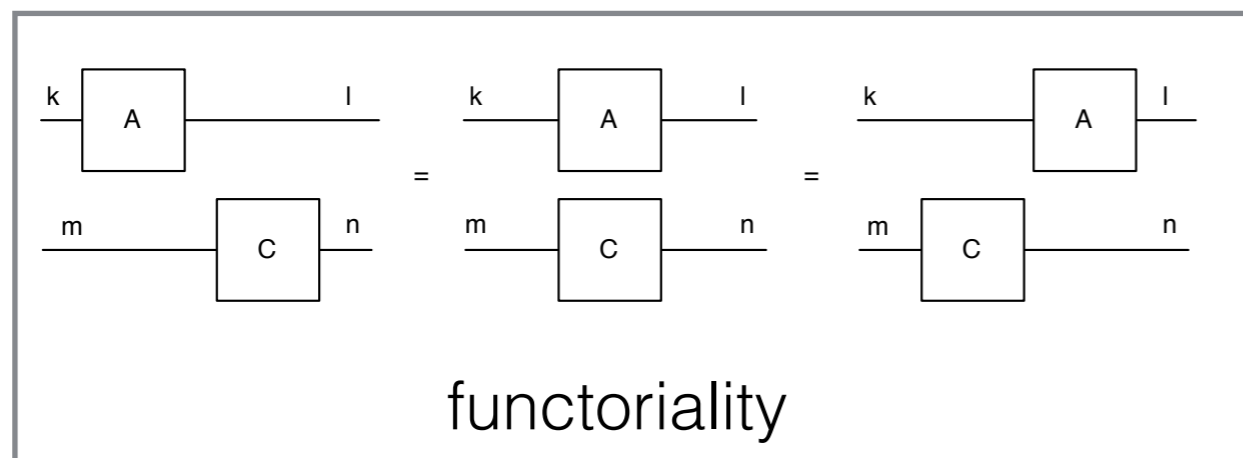 k l k l k l
A A A
= =
m n m n m n
C C C
functoriality